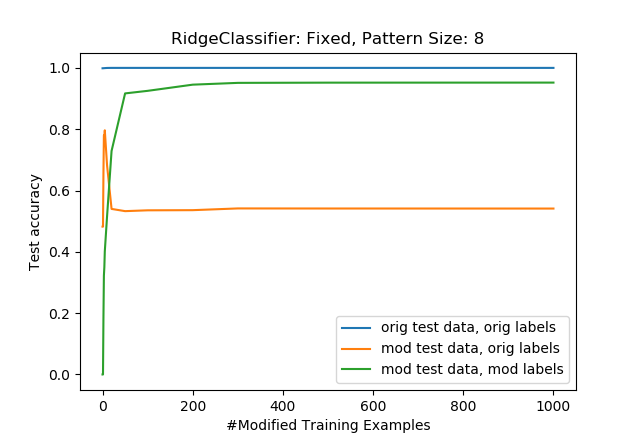 RidgeClassifier: Fixed, Pattern Size: 8
Test accuracy
1.0
0.8
0.6
0.4
0.2
0.0
orig test data, orig labels
mod test data, orig labels
mod test data, mod labels
0 200 400 600 800 1000
#Modified Training Examples